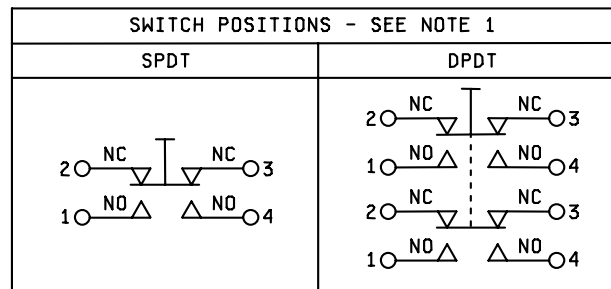 SWITCH POSITIONS - SEE NOTE 1
SPDT
DPDT
2 NC NC 3
1 NO NO 4
2 NC NC 3
1 NO NO 4
2 NC NC 3
1 NO NO 4